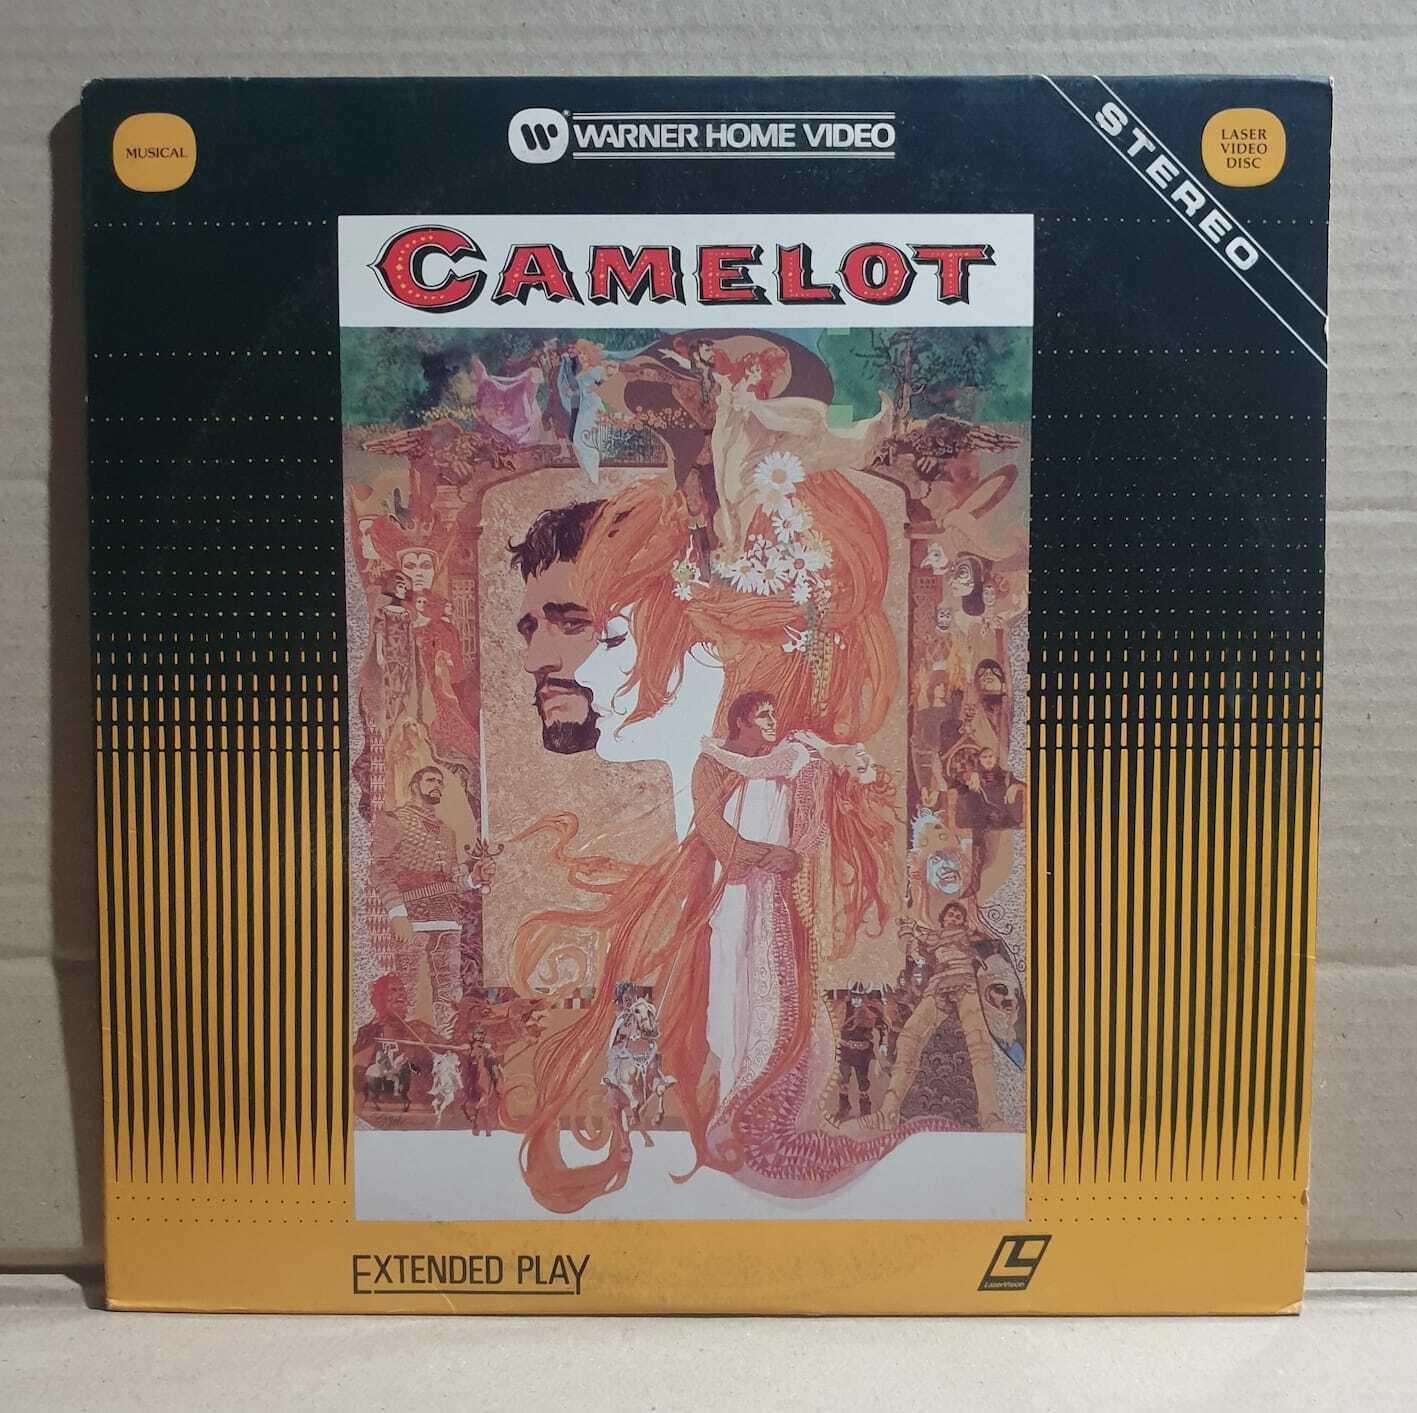 MUSICAL
WARNER HOME VIDEO
STEREO
LASER
VIDEO
DISC
CAMELOT
EXTENDED PLAY
LaserVision